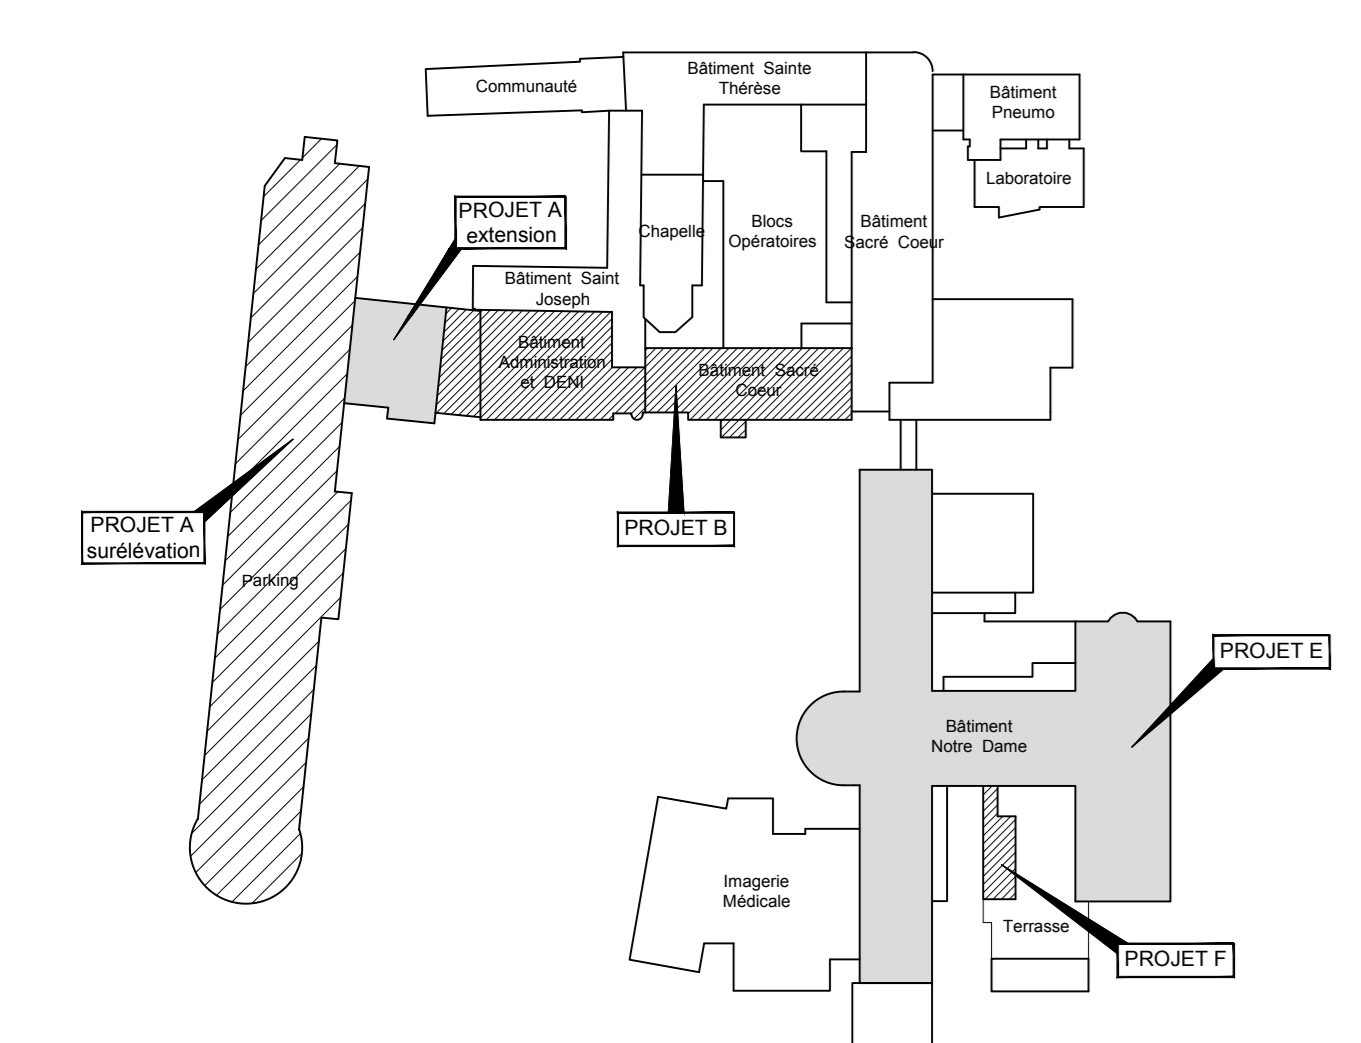 Communauté
Bâtiment Sainte
Thérèse
Bâtiment
Pneumo
Laboratoire
PROJET A
extension
Chapelle
Blocs
Opératoires
Bâtiment
Sacré Coeur
Bâtiment Saint
Joseph
Bâtiment
Administration
et DENI
Bâtiment Sacré
Coeur
PROJET A
surélévation
PROJET B
Parking
PROJET E
Bâtiment
Notre Dame
Imagerie
Médicale
Terrasse
PROJET F